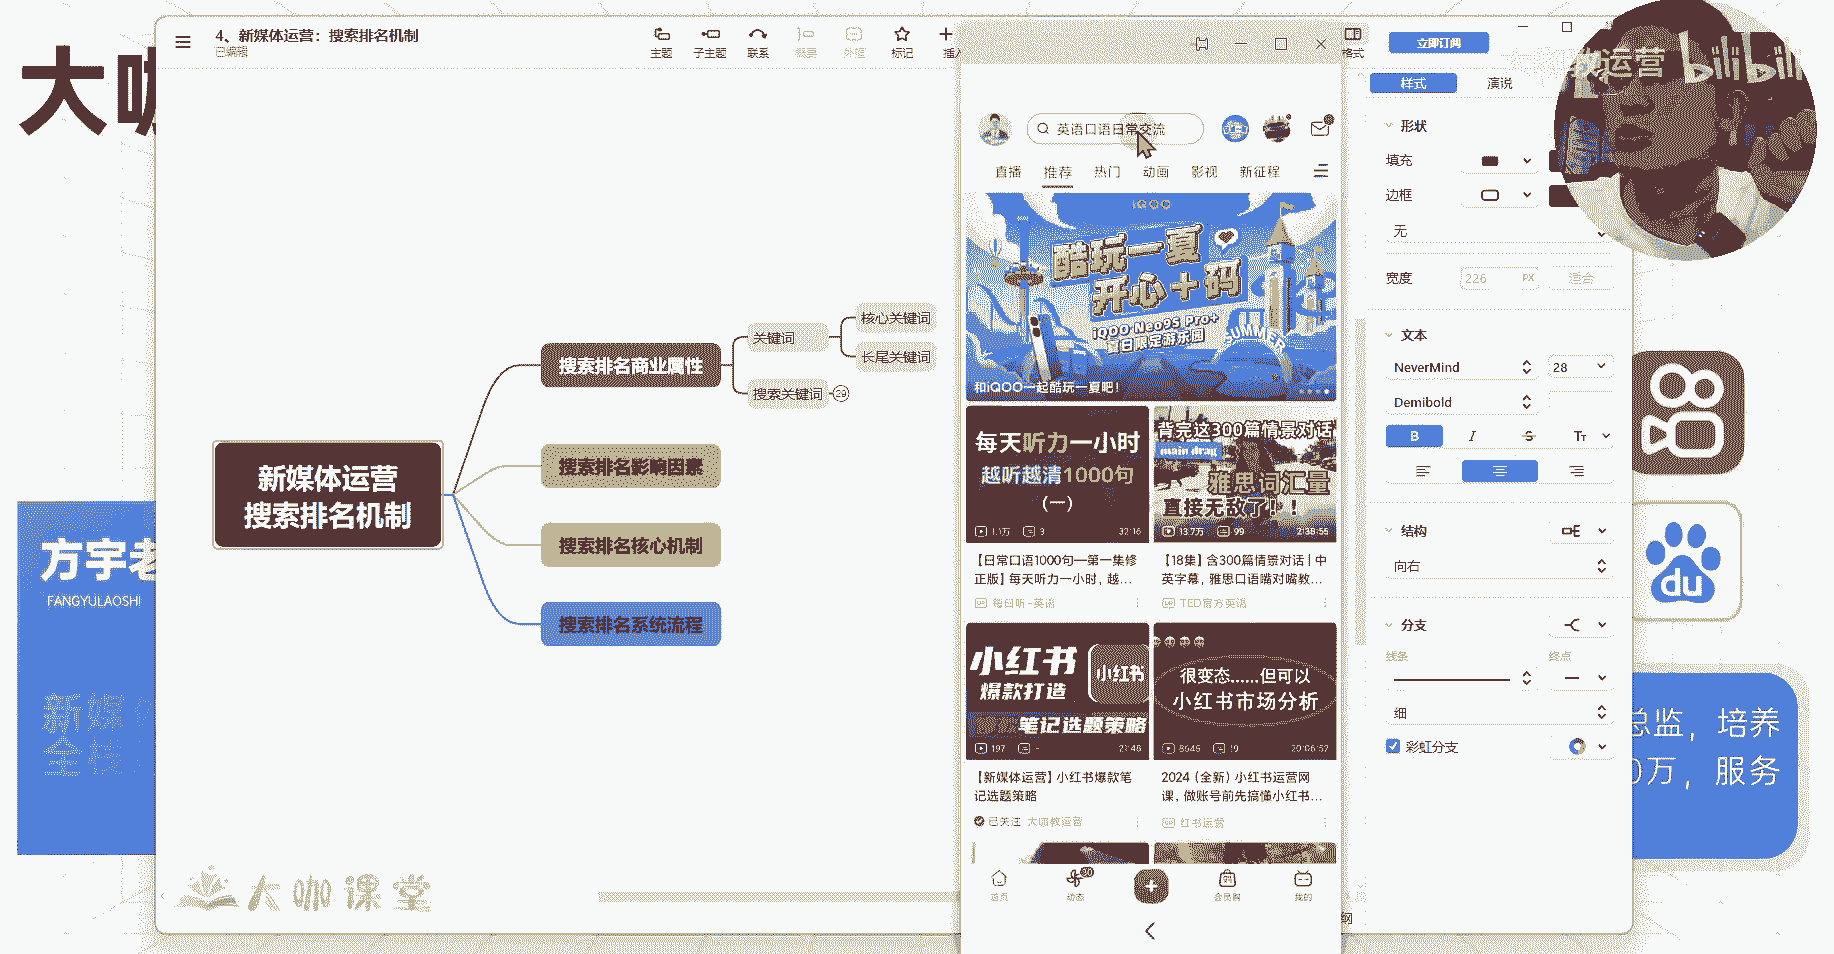 大咖
4、新媒体运营：搜索排名机制
已编辑
主题
子主题
联系
概要
外框
标记
插入
格式
立即订阅
教运营 bilibili
样式
演说
形状
填充
边框
无
宽度
226
PX
适合
文本
NeverMind
28
Demibold
B
I
S
Tт
结构
向右
分支
线条
终点
细
彩虹分支
新媒体运营
搜索排名机制
搜索排名商业属性
搜索排名影响因素
搜索排名核心机制
搜索排名系统流程
关键词
搜索关键词
29
核心关键词
长尾关键词
英语口语日常交流
直播
推荐
热门
动画
影视
新征程
iQOO
酷玩一夏
开心十码
iQOO Neo9S Pro+
夏日限定游乐园
SUMMER
和iQOO一起酷玩一夏吧！
每天听力一小时
越听越清1000句
（一）
1.1万
3
32:16
背完这300篇情景对话
main drag
雅思词汇量
直接无敌了！！
13.7万
99
2:38:55
【日常口语1000句—第一集修
正版】每天听力一小时，越...
每日听-英语
【18集】含300篇情景对话 | 中
英字幕，雅思口语嘴对嘴教...
TED官方英语
小红书
爆款打造
小红书
笔记选题策略
197
-
21:48
很变态......但可以
小红书市场分析
8645
19
20:06:57
【新媒体运营】小红书爆款笔
记选题策略
已关注 大咖教运营
2024（全新）小红书运营网
课，做账号前先搞懂小红书...
红书运营
首页
动态
30
会员购
我的
方宇老
FANGYULAOSHI
新媒
全栈
大咖课堂
du
总监，培养
0万，服务
纲